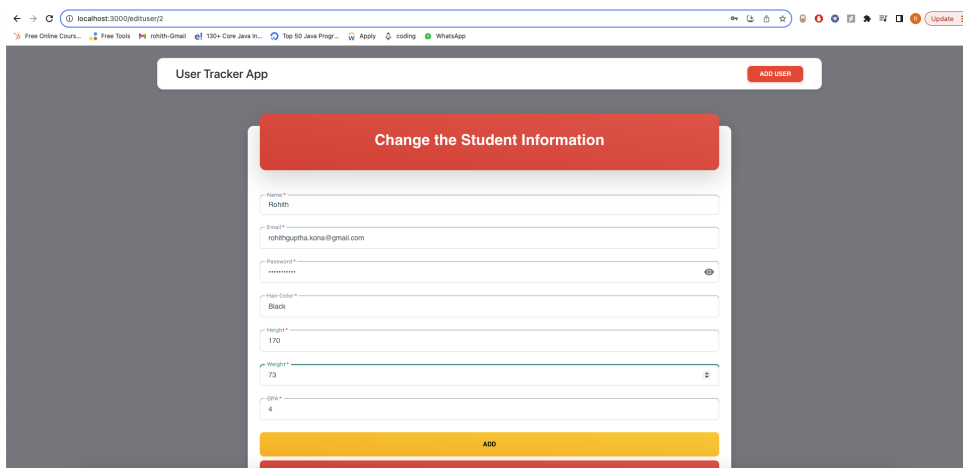 localhost:3000/edituser/2
Update
Free Online Cours... Free Tools rohith-Gmail 130+ Core Java In... Top 50 Java Progr... Apply coding WhatsApp
User Tracker App
ADD USER
Change the Student Information
Name *
Rohith
Email *
rohithguptha.kona@gmail.com
Password *
•••••••••••
Hair Color *
Black
Height *
170
Weight *
73
GPA *
4
ADD